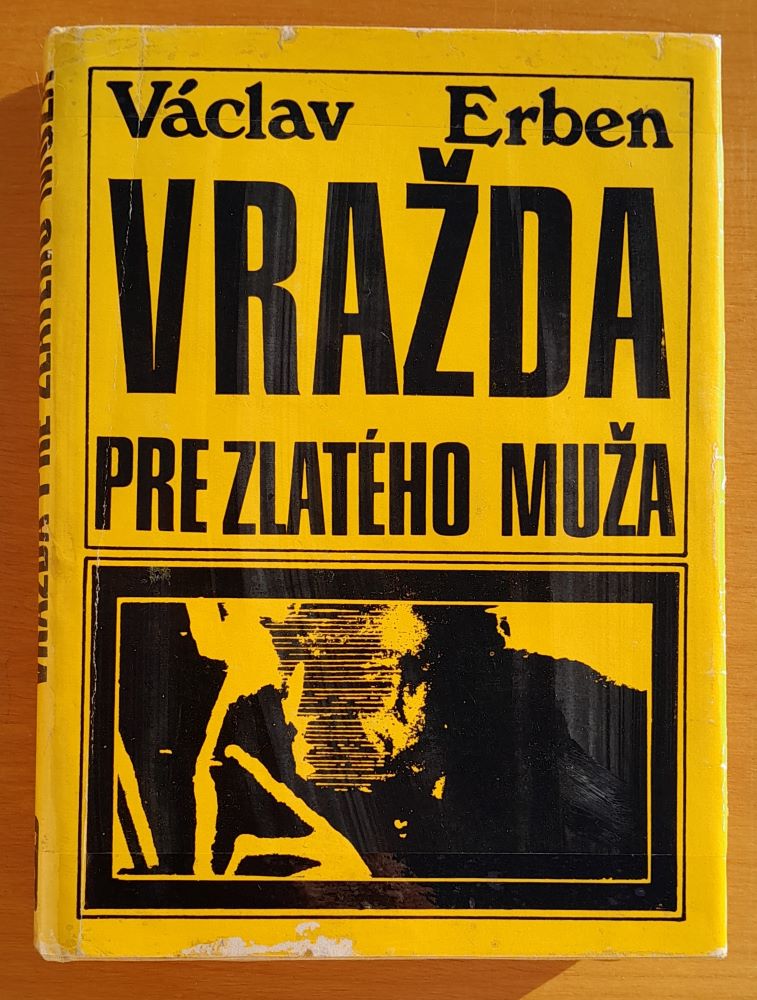 Václav Erben
VRAŽDA
PRE ZLATÉHO MUŽA